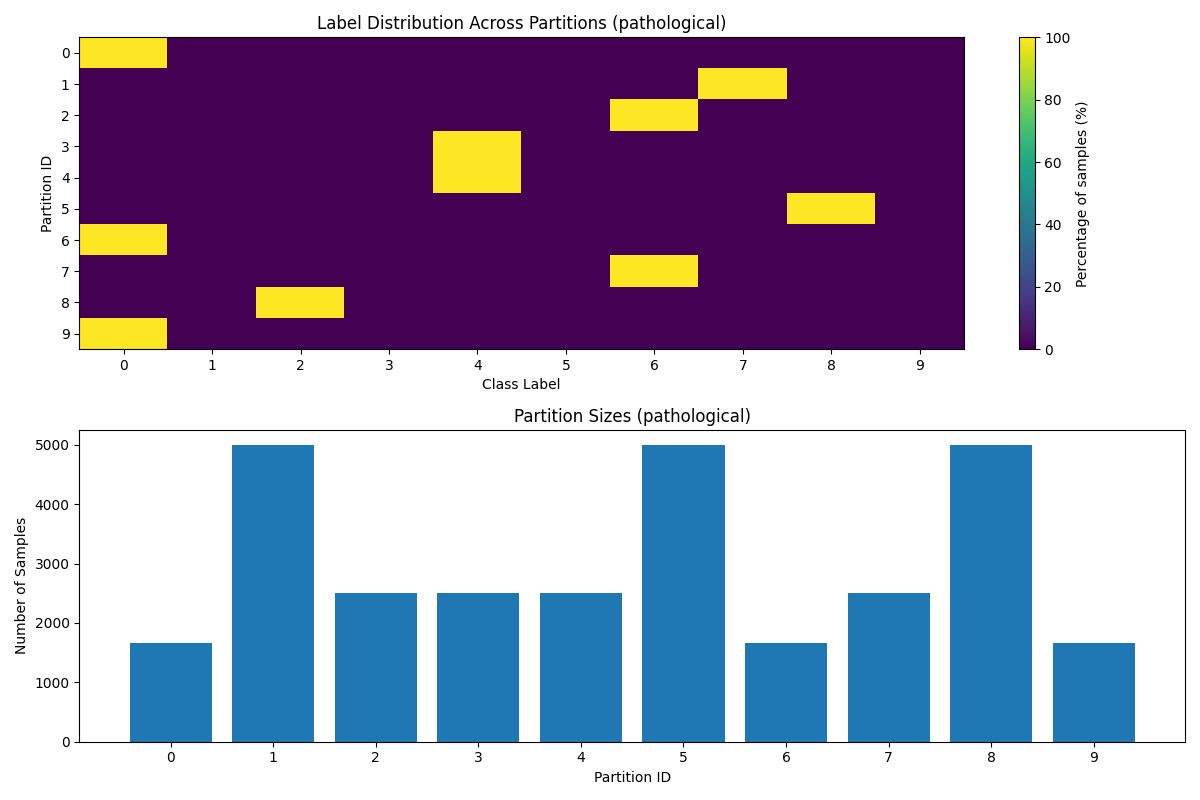 Label Distribution Across Partitions (pathological)
Partition ID
0
1
2
3
4
5
6
7
8
9
0 1 2 3 4 5 6 7 8 9
Class Label
100
80
60
40
20
0
Percentage of samples (%)
Partition Sizes (pathological)
Number of Samples
5000
4000
3000
2000
1000
0
0 1 2 3 4 5 6 7 8 9
Partition ID